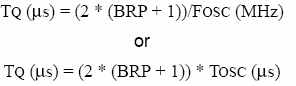 TQ (µs) = (2 * (BRP + 1))/FOSC (MHz)
or
TQ (µs) = (2 * (BRP + 1)) * TOSC (µs)